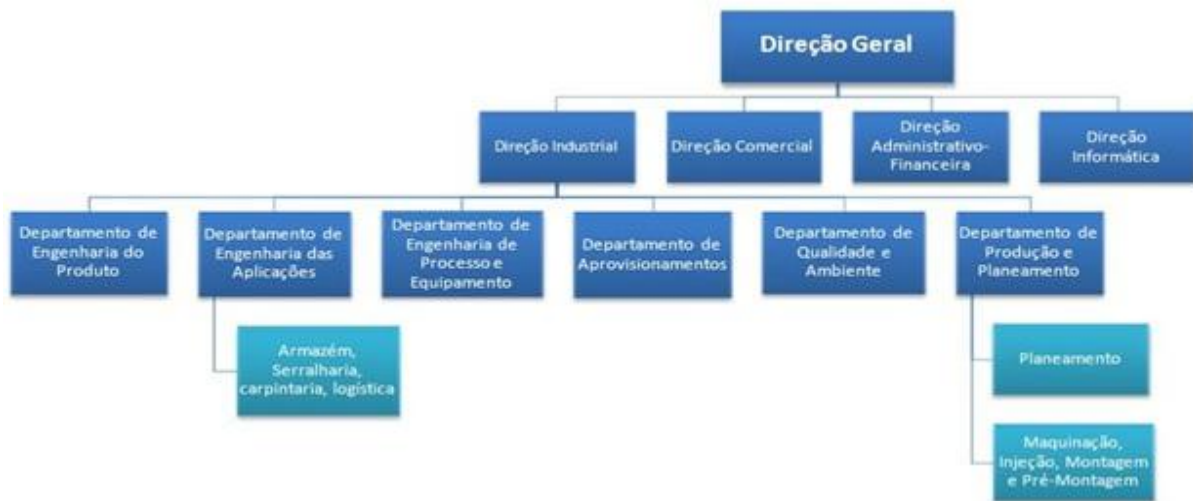 Direção Geral
Direção Industrial
Direção Comercial
Direção
Administrativo-
Financeira
Direção
Informática
Departamento de
Engenharia do
Produto
Departamento de
Engenharia das
Aplicações
Departamento de
Engenharia de
Processo e
Equipamento
Departamento de
Aprovisionamentos
Departamento de
Qualidade e
Ambiente
Departamento de
Produção e
Planeamento
Armazém,
Serralharia,
carpintaria, logística
Planeamento
Maquinação,
Injeção, Montagem
e Pré-Montagem